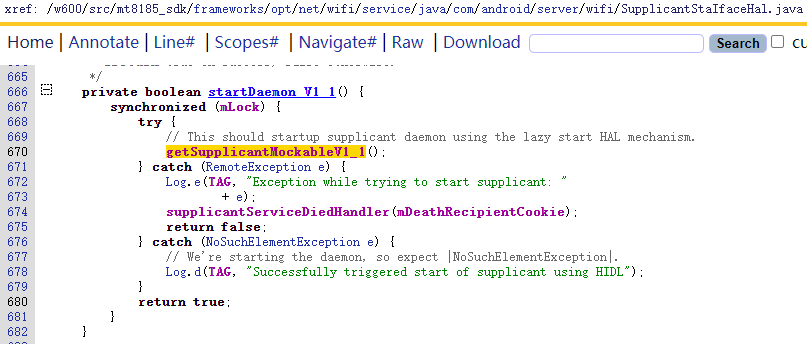 xref: /w600/src/mt8185_sdk/frameworks/opt/net/wifi/service/java/com/android/server/wifi/SupplicantStaIfaceHal.java
Home | Annotate | Line# | Scopes# | Navigate# | Raw | Download Search cu
665 */
666 private boolean startDaemon_V1_1() {
667 synchronized (mLock) {
668 try {
669 // This should startup supplicant daemon using the lazy start HAL mechanism.
670 getSupplicantMockableV1_1();
671 } catch (RemoteException e) {
672 Log.e(TAG, "Exception while trying to start supplicant: "
673 + e);
674 supplicantServiceDiedHandler(mDeathRecipientCookie);
675 return false;
676 } catch (NoSuchElementException e) {
677 // We're starting the daemon, so expect |NoSuchElementException|.
678 Log.d(TAG, "Successfully triggered start of supplicant using HIDL");
679 }
680 return true;
681 }
682 }